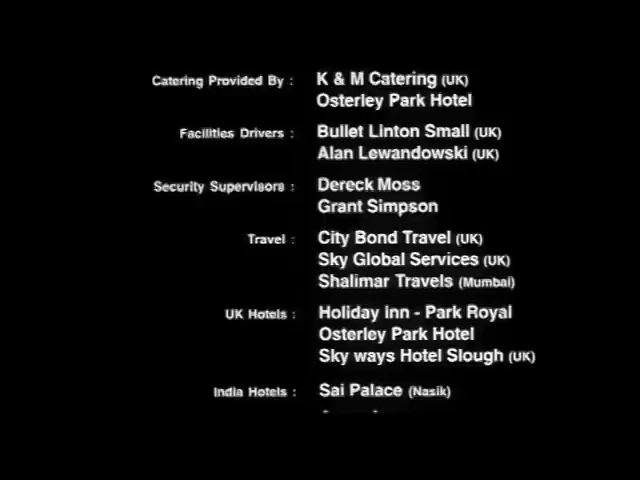 Catering Provided By : K & M Catering (UK)
Osterley Park Hotel
Facilities Drivers : Bullet Linton Small (UK)
Alan Lewandowski (UK)
Security Supervisors : Dereck Moss
Grant Simpson
Travel : City Bond Travel (UK)
Sky Global Services (UK)
Shalimar Travels (Mumbai)
UK Hotels : Holiday inn - Park Royal
Osterley Park Hotel
Sky ways Hotel Slough (UK)
India Hotels : Sai Palace (Nasik)